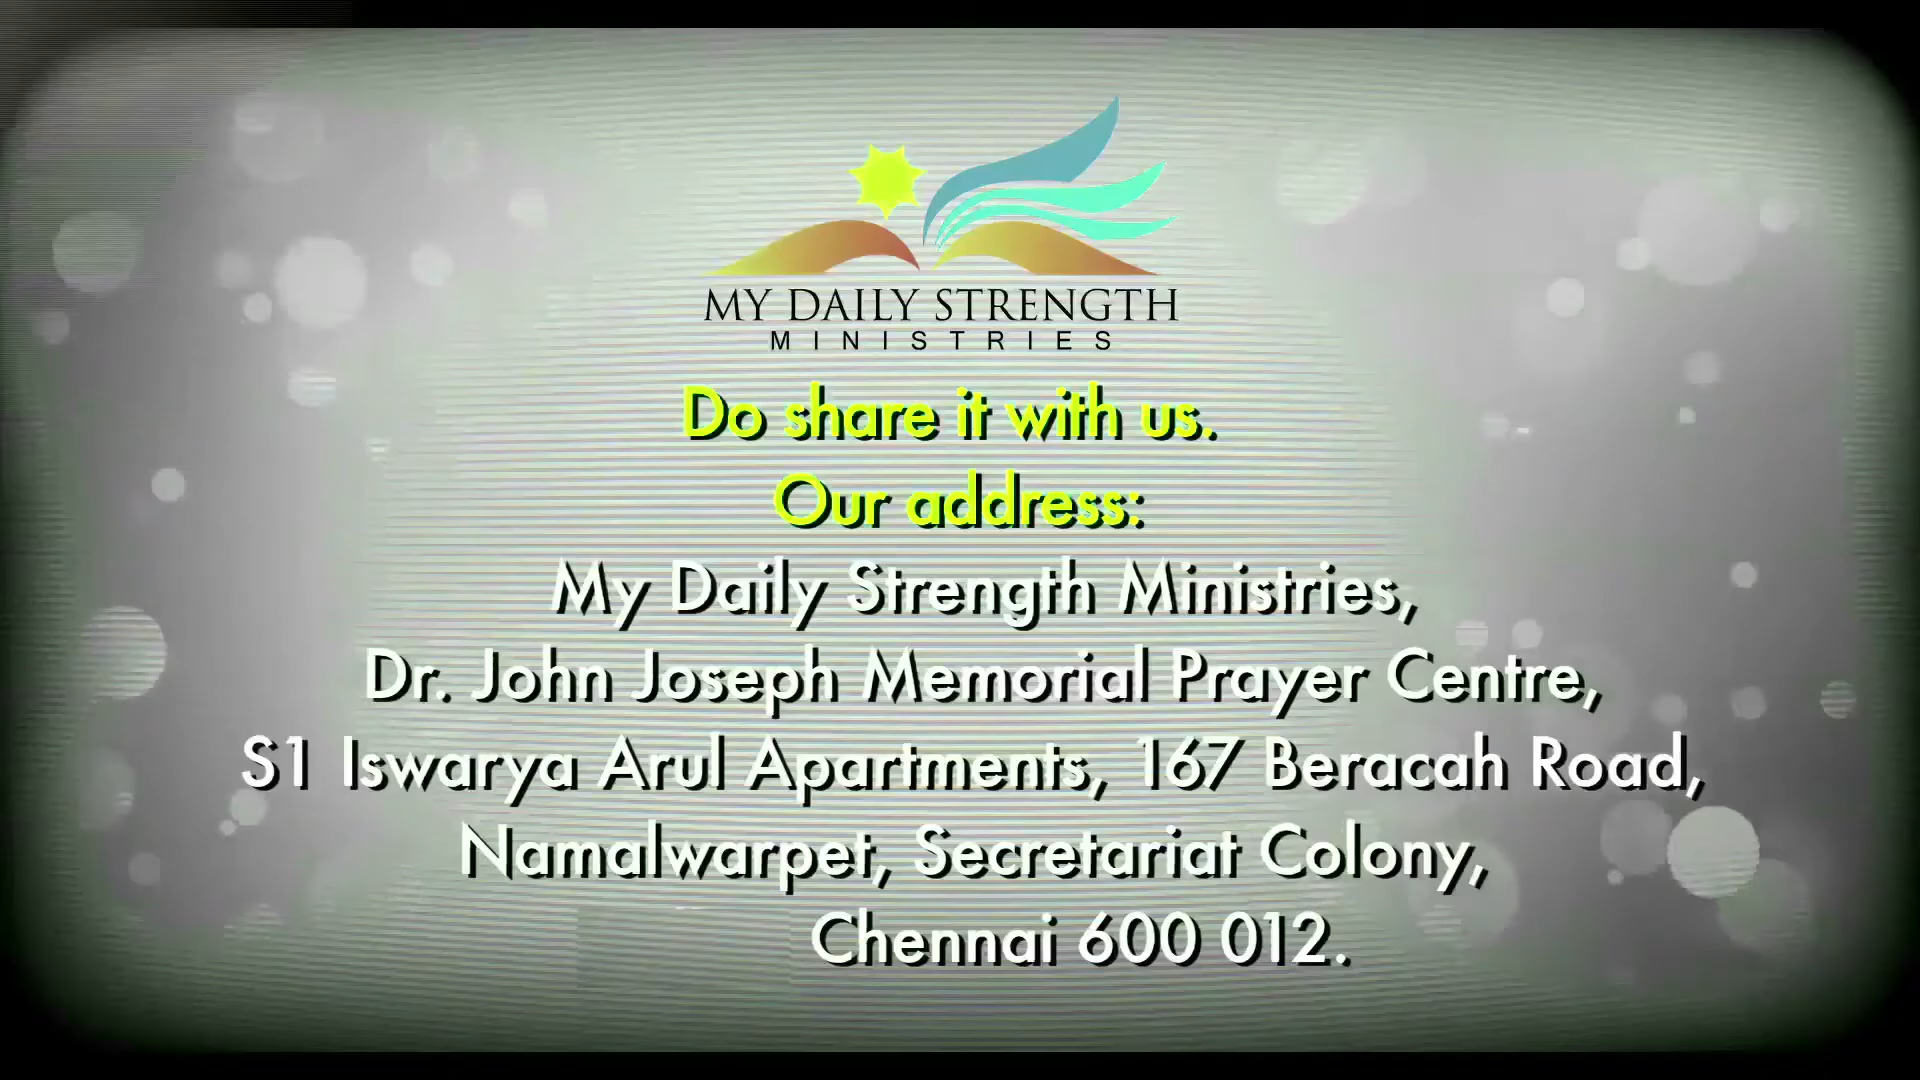 MY DAILY STRENGTH
MINISTRIES
Do share it with us.
Our address:
My Daily Strength Ministries,
Dr. John Joseph Memorial Prayer Centre,
S1 Iswarya Arul Apartments, 167 Beracah Road,
Namalwarpet, Secretariat Colony,
Chennai 600 012.